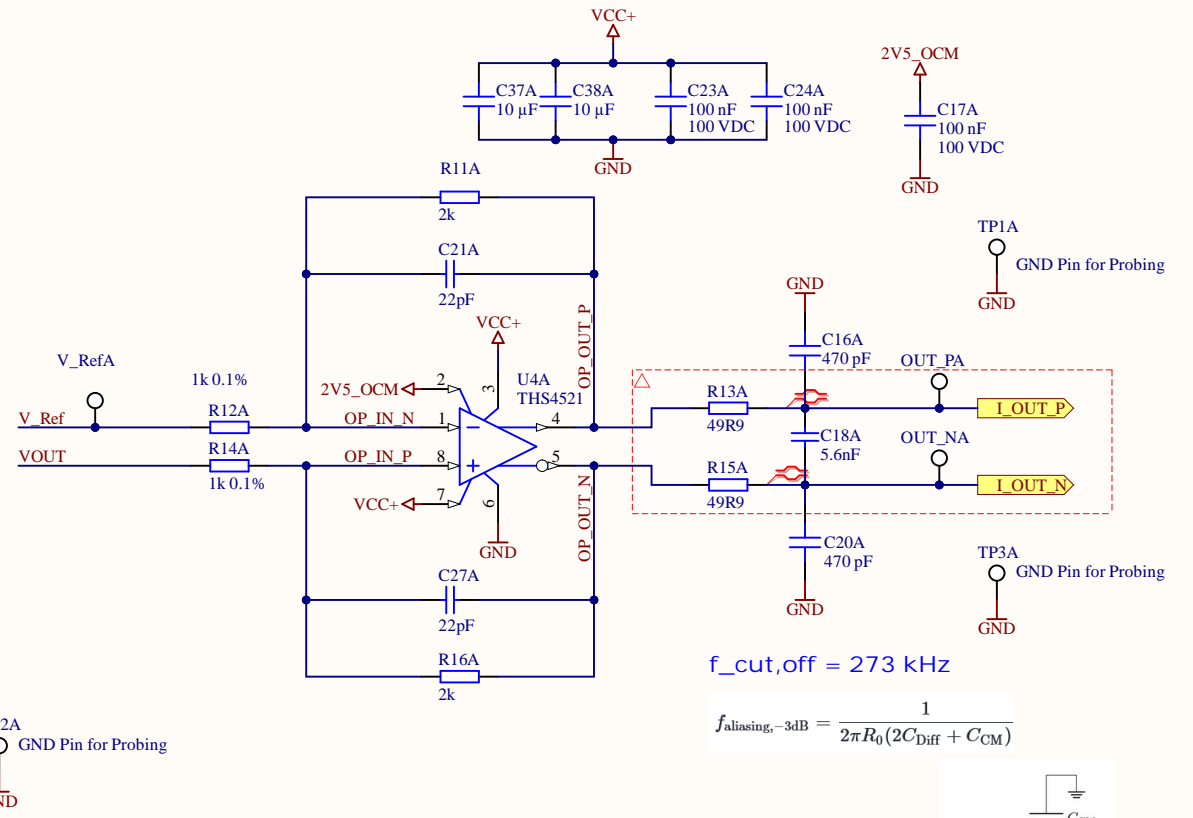 VCC+
C37A
10 µF
C38A
10 µF
C23A
100 nF
100 VDC
C24A
100 nF
100 VDC
GND
2V5_OCM
C17A
100 nF
100 VDC
GND
R11A
2k
C21A
22pF
TP1A
GND Pin for Probing
GND
VCC+
OP_OUT_P
GND
C16A
470 pF
V_RefA
1k 0.1%
2V5_OCM
2
3
U4A
THS4521
R13A
49R9
OUT_PA
I_OUT_P
V_Ref
R12A
OP_IN_N
1
4
C18A
5.6nF
OUT_NA
VOUT
R14A
1k 0.1%
OP_IN_P
8
5
R15A
49R9
I_OUT_N
VCC+
7
6
GND
OP_OUT_N
C20A
470 pF
GND
TP3A
GND Pin for Probing
GND
C27A
22pF
R16A
2k
f_cut,off = 273 kHz
f_aliasing,−3dB = 1 / 2πR₀(2C_Diff + C_CM)
2A
GND Pin for Probing
ND